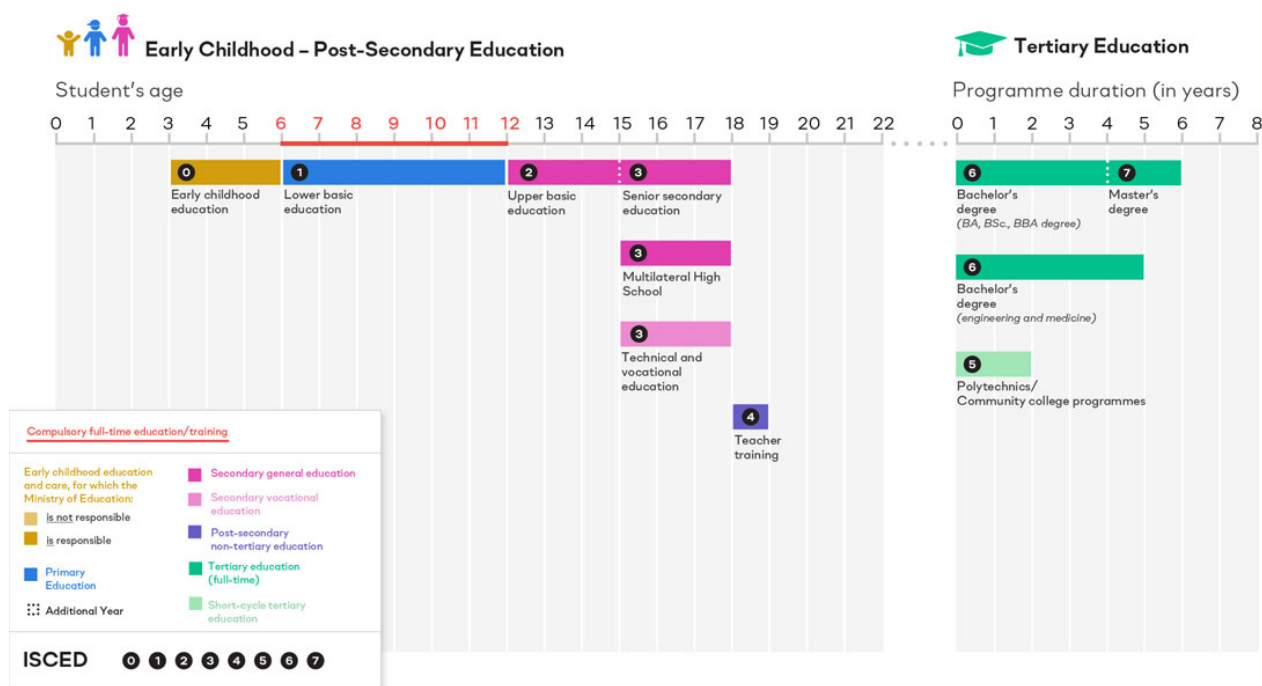 Early Childhood – Post-Secondary Education
Student's age
0 1 2 3 4 5 6 7 8 9 10 11 12 13 14 15 16 17 18 19 20 21 22
0
Early childhood
education
1
Lower basic
education
2
Upper basic
education
3
Senior secondary
education
3
Multilateral High
School
3
Technical and
vocational
education
4
Teacher
training
Tertiary Education
Programme duration (in years)
0 1 2 3 4 5 6 7 8
6
Bachelor's
degree
(BA, BSc., BBA degree)
7
Master's
degree
6
Bachelor's
degree
(engineering and medicine)
5
Polytechnics/
Community college programmes
Compulsory full-time education/training
Early childhood education
and care, for which the
Ministry of Education:
is not responsible
is responsible
Primary
Education
Additional Year
Secondary general education
Secondary vocational
education
Post-secondary
non-tertiary education
Tertiary education
(full-time)
Short-cycle tertiary
education
ISCED 0 1 2 3 4 5 6 7